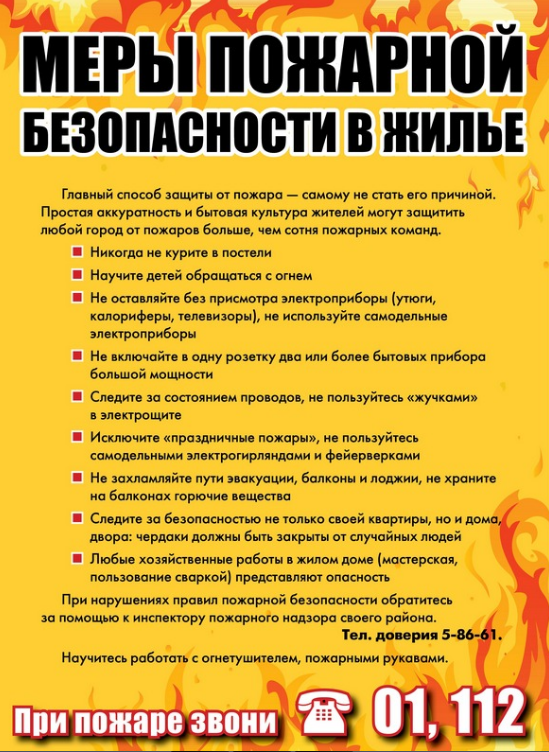 МЕРЫ ПОЖАРНОЙ
БЕЗОПАСНОСТИ В ЖИЛЬЕ
Главный способ защиты от пожара — самому не стать его причиной.
Простая аккуратность и бытовая культура жителей могут защитить
любой город от пожаров больше, чем сотня пожарных команд.
Никогда не курите в постели
Научите детей обращаться с огнем
Не оставляйте без присмотра электроприборы (утюги,
калориферы, телевизоры), не используйте самодельные
электроприборы
Не включайте в одну розетку два или более бытовых прибора
большой мощности
Следите за состоянием проводов, не пользуйтесь «жучками»
в электрощите
Исключите «праздничные пожары», не пользуйтесь
самодельными электрогирляндами и фейерверками
Не захламляйте пути эвакуации, балконы и лоджии, не храните
на балконах горючие вещества
Следите за безопасностью не только своей квартиры, но и дома,
двора: чердаки должны быть закрыты от случайных людей
Любые хозяйственные работы в жилом доме (мастерская,
пользование сваркой) представляют опасность
При нарушениях правил пожарной безопасности обратитесь
за помощью к инспектору пожарного надзора своего района.
Тел. доверия 5-86-61.
Научитесь работать с огнетушителем, пожарными рукавами.
При пожаре звони 01, 112